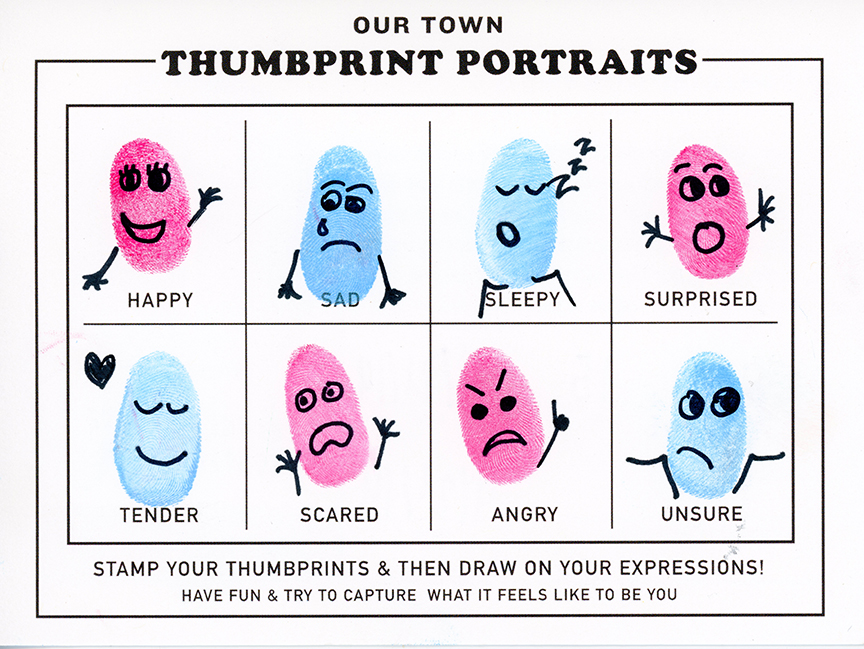 OUR TOWN
THUMBPRINT PORTRAITS
HAPPY
SAD
SLEEPY
SURPRISED
TENDER
SCARED
ANGRY
UNSURE
STAMP YOUR THUMBPRINTS & THEN DRAW ON YOUR EXPRESSIONS!
HAVE FUN & TRY TO CAPTURE WHAT IT FEELS LIKE TO BE YOU